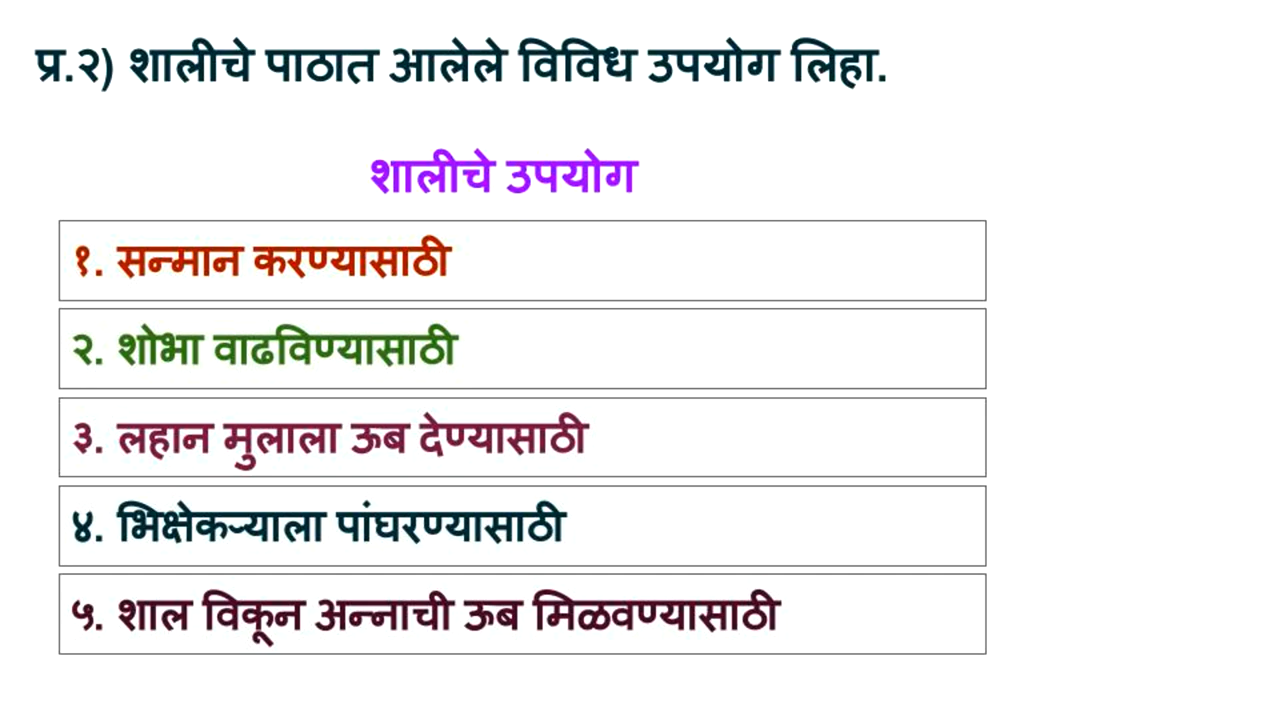 प्र.२) शालीचे पाठात आलेले विविध उपयोग लिहा.
शालीचे उपयोग
१. सन्मान करण्यासाठी
२. शोभा वाढविण्यासाठी
३. लहान मुलाला ऊब देण्यासाठी
४. भिक्षेकऱ्याला पांघरण्यासाठी
५. शाल विकून अन्नाची ऊब मिळवण्यासाठी